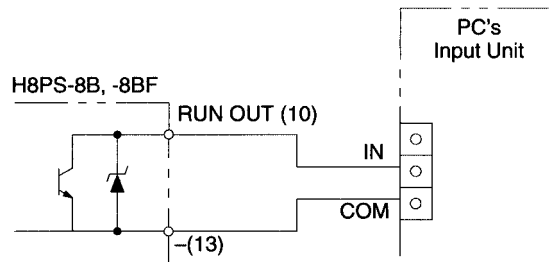 PC's
Input Unit
H8PS-8B, -8BF
RUN OUT (10)
IN
COM
–(13)